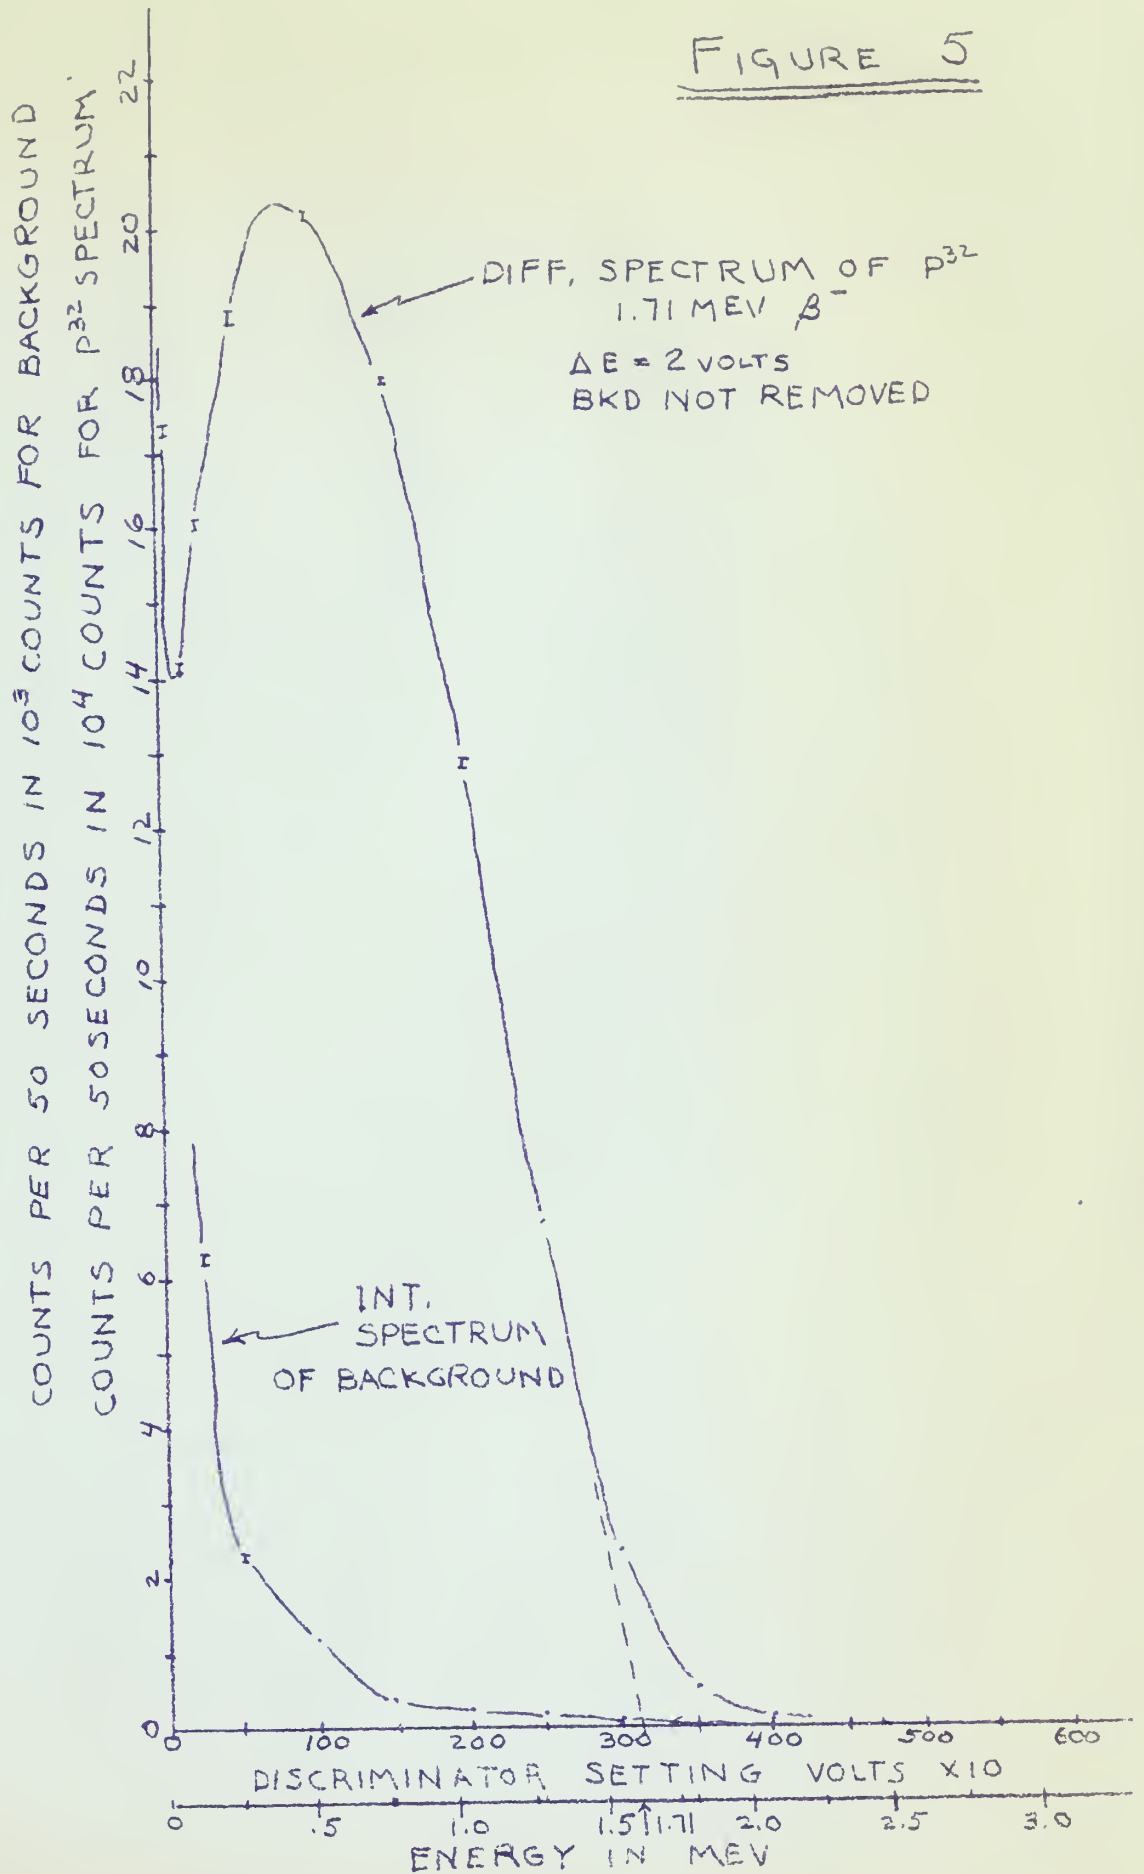 FIGURE 5
COUNTS PER 50 SECONDS IN 10³ COUNTS FOR BACKGROUND
COUNTS PER 50 SECONDS IN 10⁴ COUNTS FOR P³² SPECTRUM
22
20
18
16
14
12
10
8
6
4
2
0
DIFF. SPECTRUM OF P³²
1.71 MEV β⁻
ΔE = 2 VOLTS
BKD NOT REMOVED
INT.
SPECTRUM
OF BACKGROUND
0 100 200 300 400 500 600
DISCRIMINATOR SETTING VOLTS X10
0 .5 1.0 1.5 ↑1.71 2.0 2.5 3.0
ENERGY IN MEV